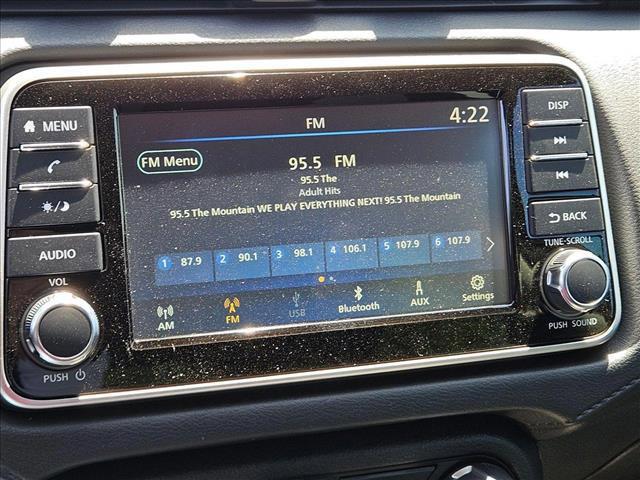 MENU
AUDIO
VOL
PUSH
FM
4:22
FM Menu
95.5 FM
95.5 The
Adult Hits
95.5 The Mountain WE PLAY EVERYTHING NEXT! 95.5 The Mountain
1 87.9 2 90.1 3 98.1 4 106.1 5 107.9 6 107.9
AM FM USB Bluetooth AUX Settings
DISP
BACK
TUNE·SCROLL
PUSH SOUND